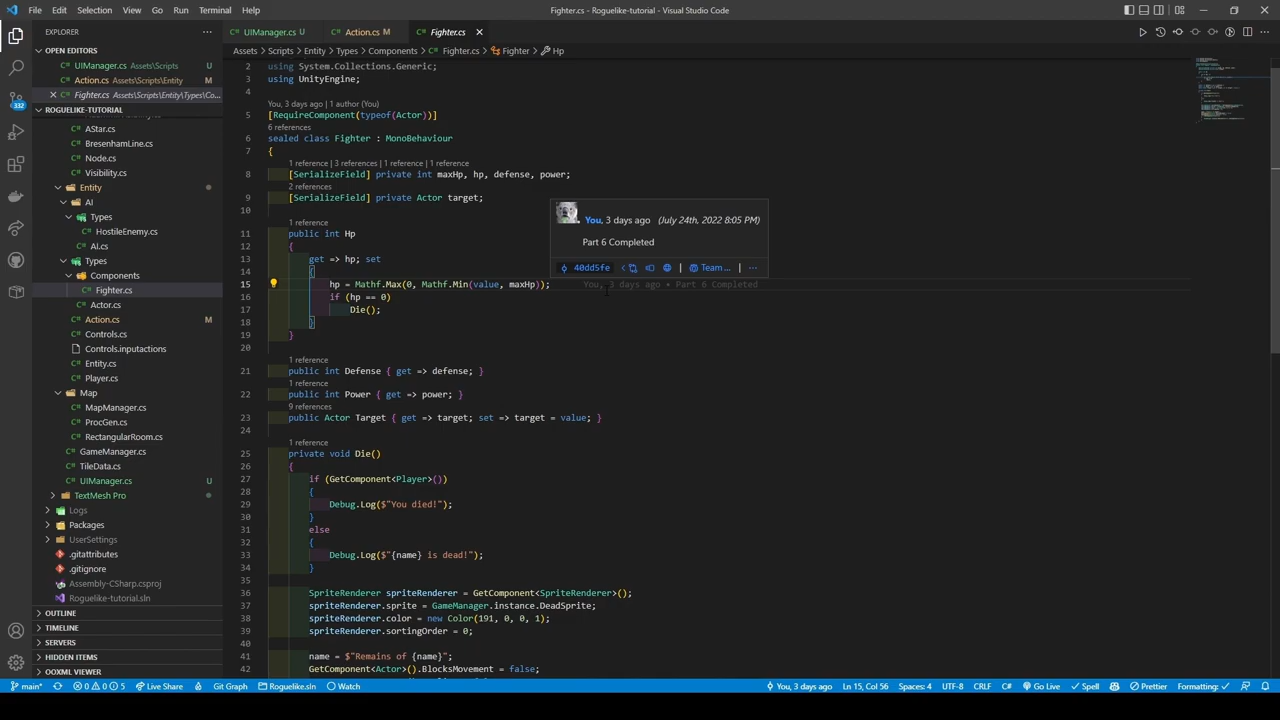 File Edit Selection View Go Run Terminal Help
Fighter.cs - Roguelike-tutorial - Visual Studio Code
EXPLORER
UIManager.cs U
Action.cs M
Fighter.cs
Assets > Scripts > Entity > Types > Components > Fighter.cs > Fighter > Hp
OPEN EDITORS
UIManager.cs Assets\Scripts U
Action.cs Assets\Scripts\Entity M
Fighter.cs Assets\Scripts\Entity\Types\Co...
ROGUELIKE-TUTORIAL
AStar.cs
BresenhamLine.cs
Node.cs
Visibility.cs
Entity
AI
Types
HostileEnemy.cs U
AI.cs U
Types
Components
Fighter.cs U
Actor.cs U
Action.cs M
Controls.cs U
Controls.inputactions
Entity.cs U
Player.cs U
Map
MapManager.cs U
ProcGen.cs U
RectangularRoom.cs U
GameManager.cs U
TileData.cs U
UIManager.cs U
TextMesh Pro
Logs
Packages
UserSettings
.gitattributes
.gitignore
Assembly-CSharp.csproj
Roguelike-tutorial.sln
OUTLINE
TIMELINE
SERVERS
HIDDEN ITEMS
OOXML VIEWER
332
2 using System.Collections.Generic;
3 using UnityEngine;
4
You, 3 days ago | 1 author (You)
5 [RequireComponent(typeof(Actor))]
6 references
6 sealed class Fighter : MonoBehaviour
7 {
1 reference | 3 references | 1 reference | 1 reference
8 [SerializeField] private int maxHp, hp, defense, power;
2 references
9 [SerializeField] private Actor target;
10
1 reference
11 public int Hp
12 {
13 get => hp; set
14 {
15 hp = Mathf.Max(0, Mathf.Min(value, maxHp)); You, 3 days ago • Part 6 Completed
16 if (hp == 0)
17 Die();
18 }
19 }
20
1 reference
21 public int Defense { get => defense; }
1 reference
22 public int Power { get => power; }
9 references
23 public Actor Target { get => target; set => target = value; }
24
1 reference
25 private void Die()
26 {
27 if (GetComponent<Player>())
28 {
29 Debug.Log($"You died!");
30 }
31 else
32 {
33 Debug.Log($"{name} is dead!");
34 }
35
36 SpriteRenderer spriteRenderer = GetComponent<SpriteRenderer>();
37 spriteRenderer.sprite = GameManager.instance.DeadSprite;
38 spriteRenderer.color = new Color(191, 0, 0, 1);
39 spriteRenderer.sortingOrder = 0;
40
41 name = $"Remains of {name}";
42 GetComponent<Actor>().BlocksMovement = false;
You, 3 days ago (July 24th, 2022 8:05 PM)
Part 6 Completed
40dd5fe | Team... | ...
main* 0 0 5 Live Share Git Graph Roguelike.sln Watch
You, 3 days ago Ln 15, Col 56 Spaces: 4 UTF-8 CRLF C# Go Live Spell Prettier Formatting: